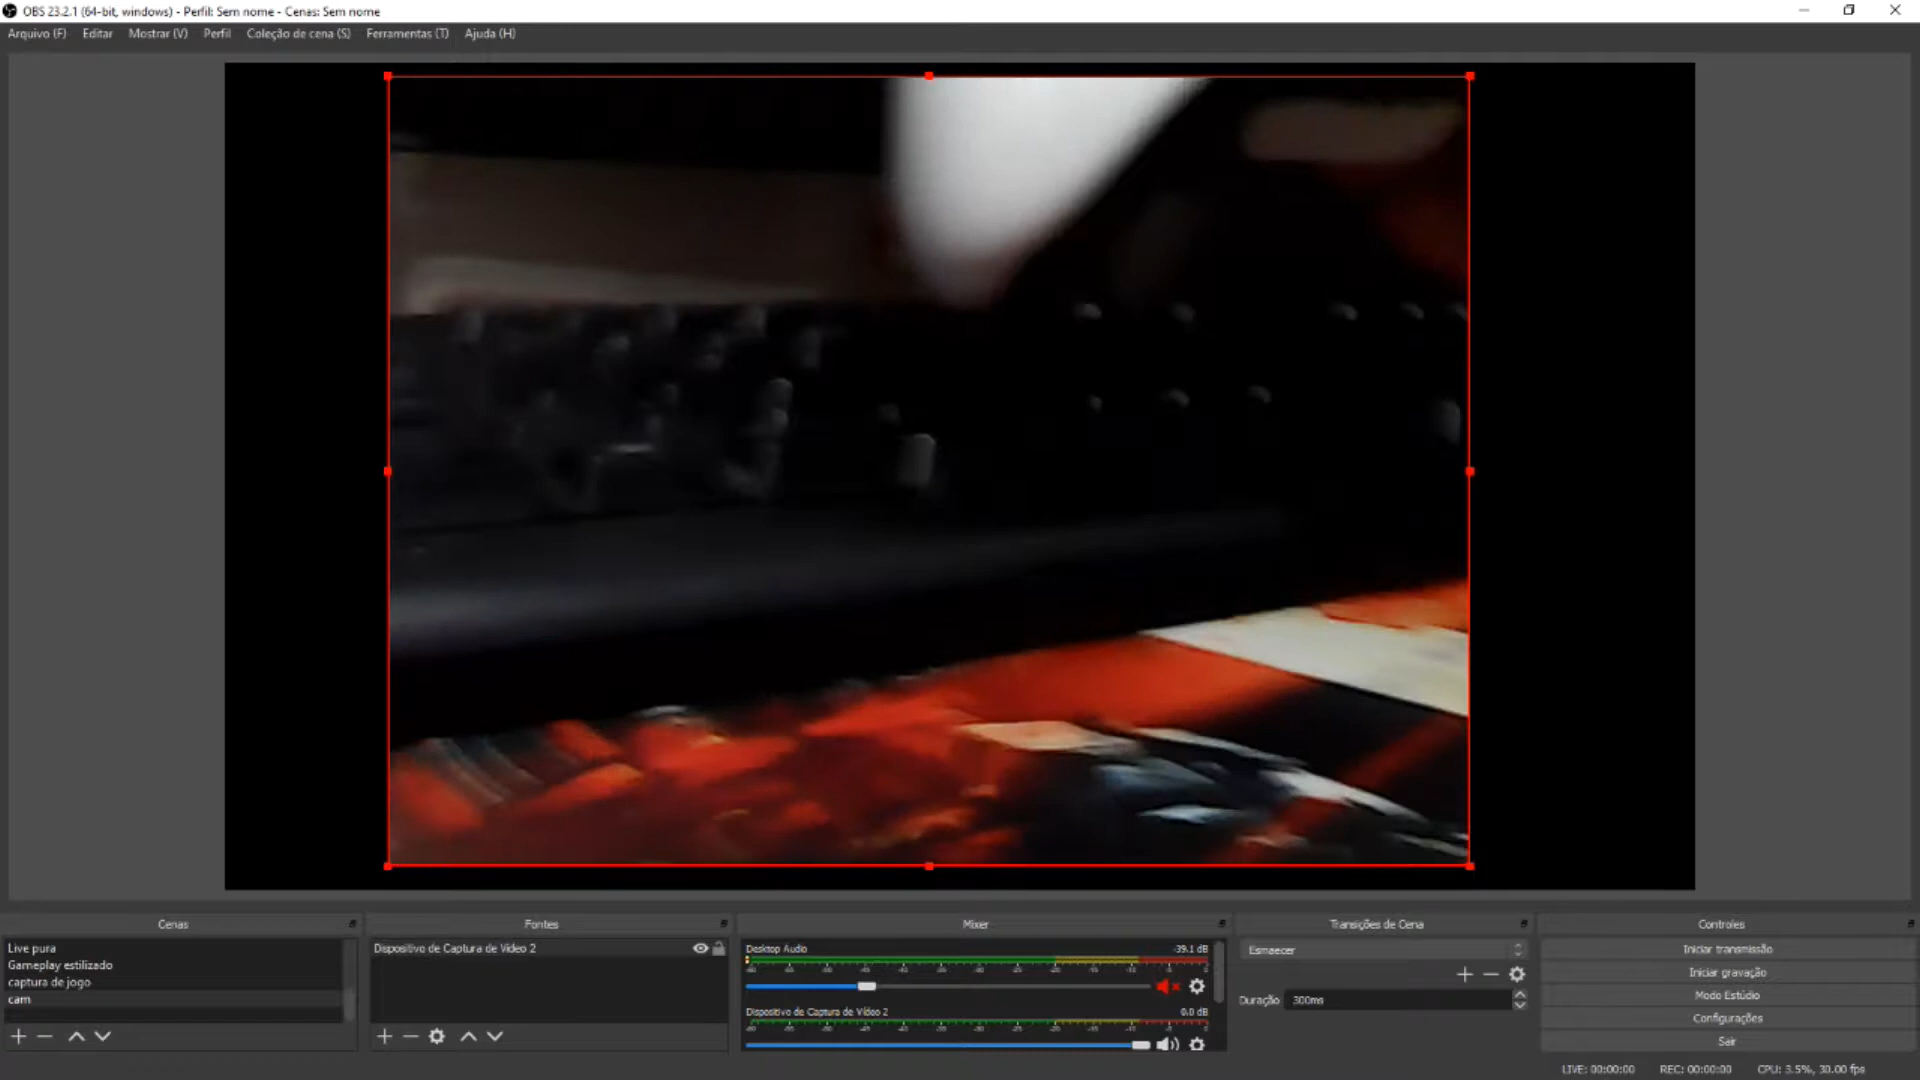 OBS 23.2.1 (64-bit, windows) - Perfil: Sem nome - Cenas: Sem nome
Arquivo (F) Editar Mostrar (V) Perfil Coleção de cena (S) Ferramentas (T) Ajuda (H)
Cenas
Live pura
Gameplay estilizado
captura de jogo
cam
Fontes
Dispositivo de Captura de Vídeo 2
Mixer
Desktop Audio -39.1 dB
Dispositivo de Captura de Vídeo 2 0.0 dB
Transições de Cena
Esmaecer
Duração 300ms
Controles
Iniciar transmissão
Iniciar gravação
Modo Estúdio
Configurações
Sair
LIVE: 00:00:00 REC: 00:00:00 CPU: 3.5%, 30.00 fps